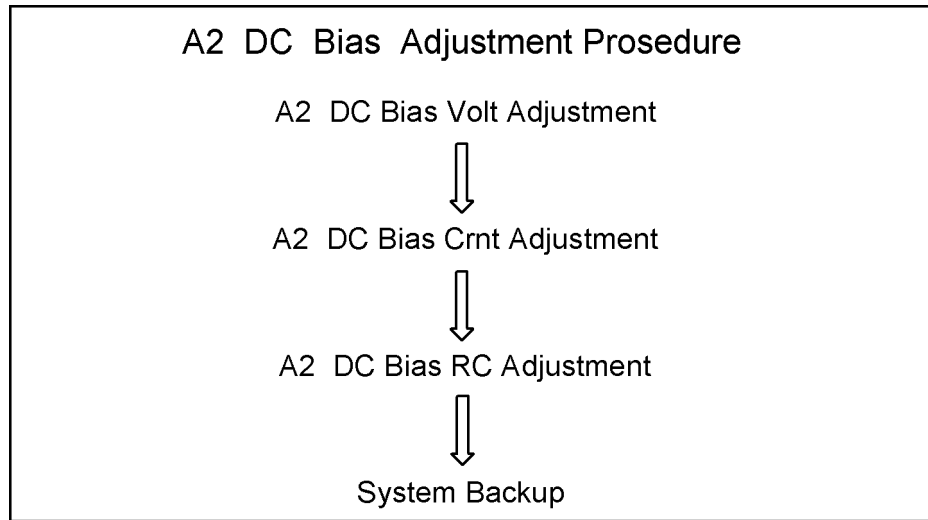 A2 DC Bias Adjustment Prosedure
A2 DC Bias Volt Adjustment
A2 DC Bias Crnt Adjustment
A2 DC Bias RC Adjustment
System Backup